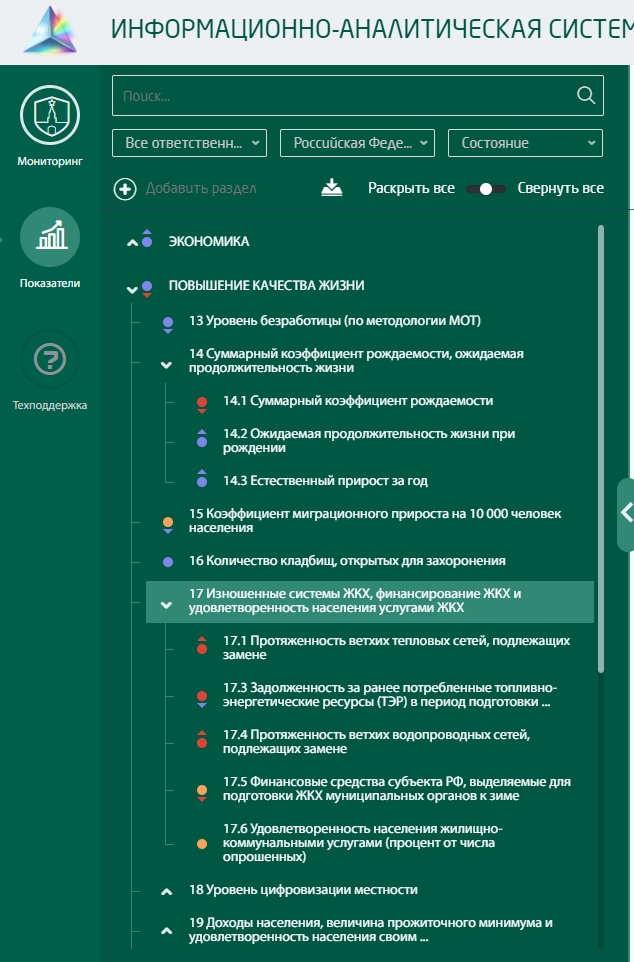 ИНФОРМАЦИОННО-АНАЛИТИЧЕСКАЯ СИСТЕМ
Поиск...
Мониторинг
Все ответственн...
Российская Феде...
Состояние
Добавить раздел
Раскрыть все
Свернуть все
Показатели
Техподдержка
ЭКОНОМИКА
ПОВЫШЕНИЕ КАЧЕСТВА ЖИЗНИ
13 Уровень безработицы (по методологии МОТ)
14 Суммарный коэффициент рождаемости, ожидаемая
продолжительность жизни
14.1 Суммарный коэффициент рождаемости
14.2 Ожидаемая продолжительность жизни при
рождении
14.3 Естественный прирост за год
15 Коэффициент миграционного прироста на 10 000 человек
населения
16 Количество кладбищ, открытых для захоронения
17 Изношенные системы ЖКХ, финансирование ЖКХ и
удовлетворенность населения услугами ЖКХ
17.1 Протяженность ветхих тепловых сетей, подлежащих
замене
17.3 Задолженность за ранее потребленные топливно-
энергетические ресурсы (ТЭР) в период подготовки ...
17.4 Протяженность ветхих водопроводных сетей,
подлежащих замене
17.5 Финансовые средства субъекта РФ, выделяемые для
подготовки ЖКХ муниципальных органов к зиме
17.6 Удовлетворенность населения жилищно-
коммунальными услугами (процент от числа
опрошенных)
18 Уровень цифровизации местности
19 Доходы населения, величина прожиточного минимума и
удовлетворенность населения своим ...